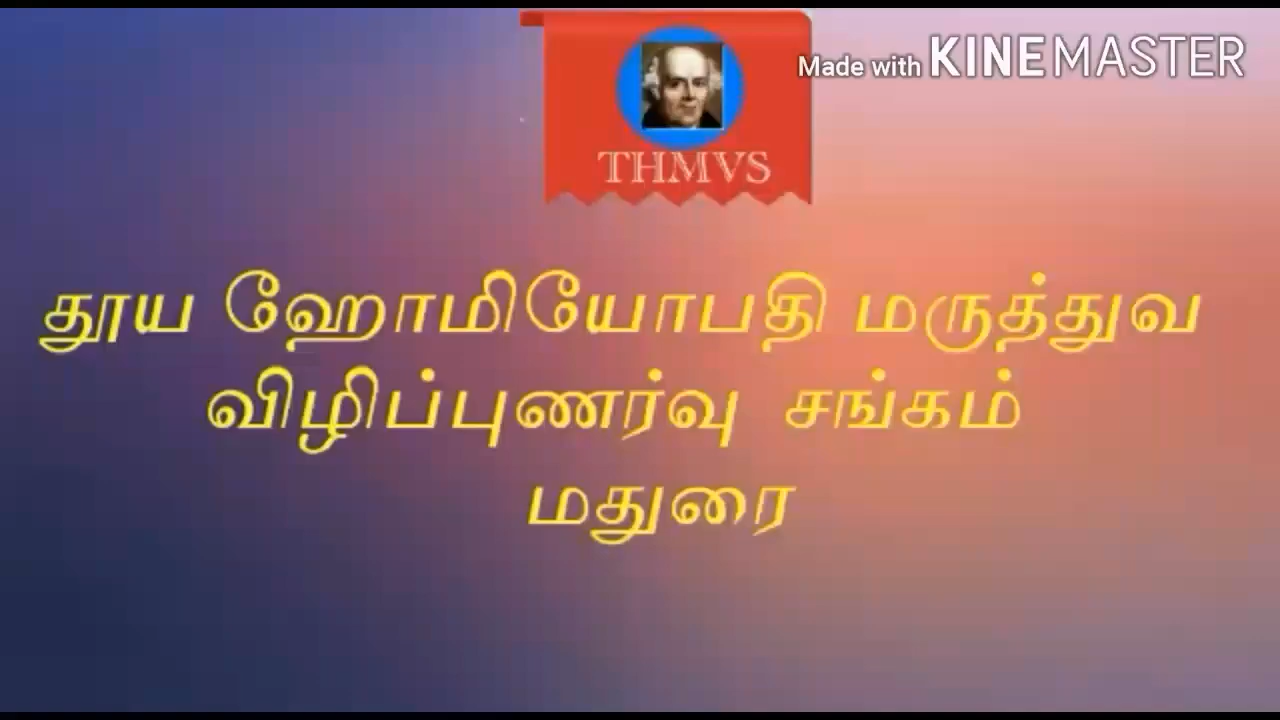 Made with KINEMASTER
THMVS
தூய ஹோமியோபதி மருத்துவ
விழிப்புணர்வு சங்கம்
மதுரை